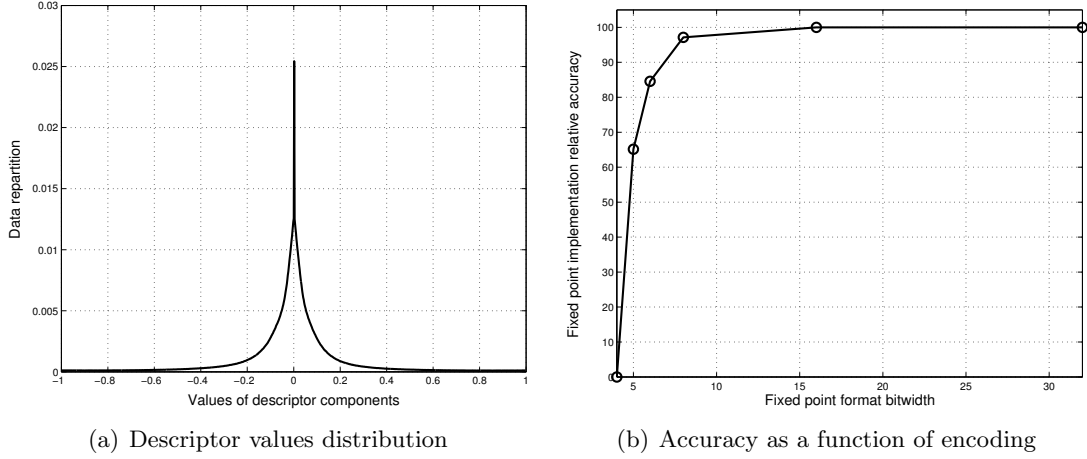 0.03
0.025
0.02
0.015
0.01
0.005
0
−1 −0.8 −0.6 −0.4 −0.2 0 0.2 0.4 0.6 0.8 1
Data repartition
Values of descriptor components
(a) Descriptor values distribution
100
90
80
70
60
50
40
30
20
10
0
5 10 15 20 25 30
Fixed point implementation relative accuracy
Fixed point format bitwidth
(b) Accuracy as a function of encoding